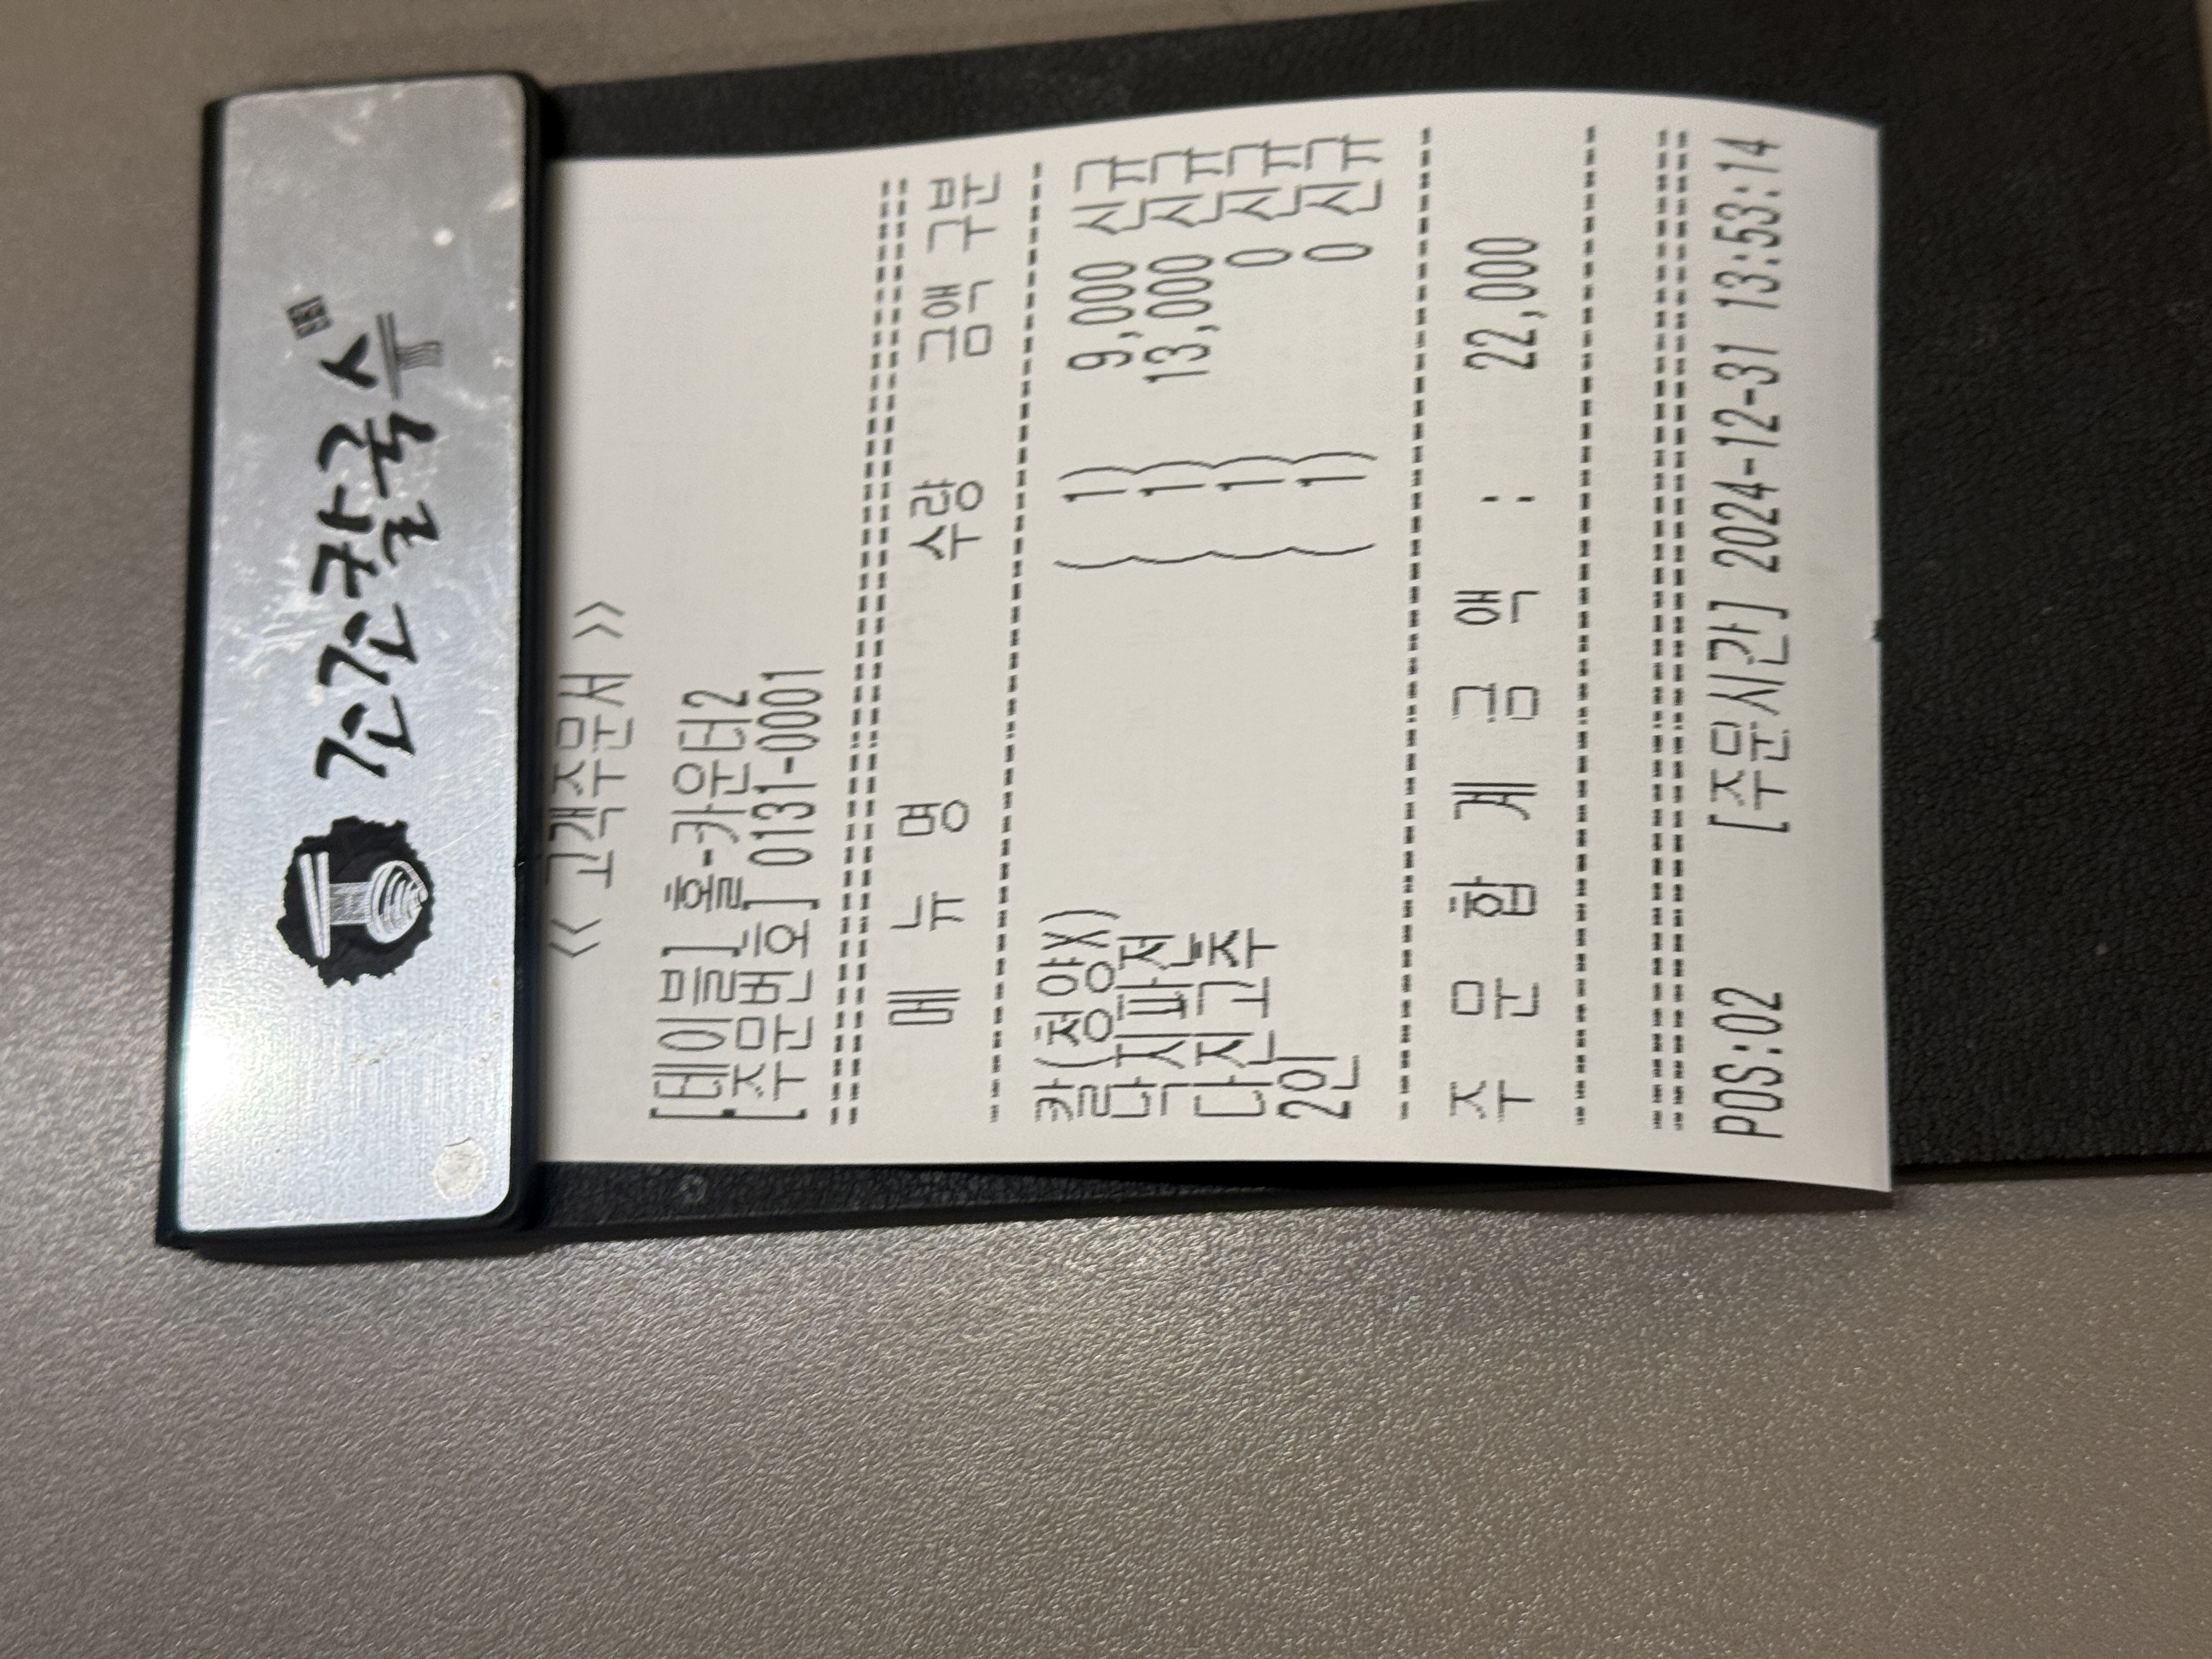 긴긴칼국수
<< 고객주문서 >>
[테이블] 홀-카운터2
[주문번호] 0131-0001
===============================
메 뉴 명 수량 금액 구분
-------------------------------
칼(청양X) ( 1) 9,000 신규
닥시파전 ( 1) 13,000 신규
다진고추 ( 1) 0 신규
2인 ( 1) 0 신규
-------------------------------
주 문 합 계 금 액 : 22,000
-------------------------------
===============================
POS:02 [주문시간] 2024-12-31 13:53:14